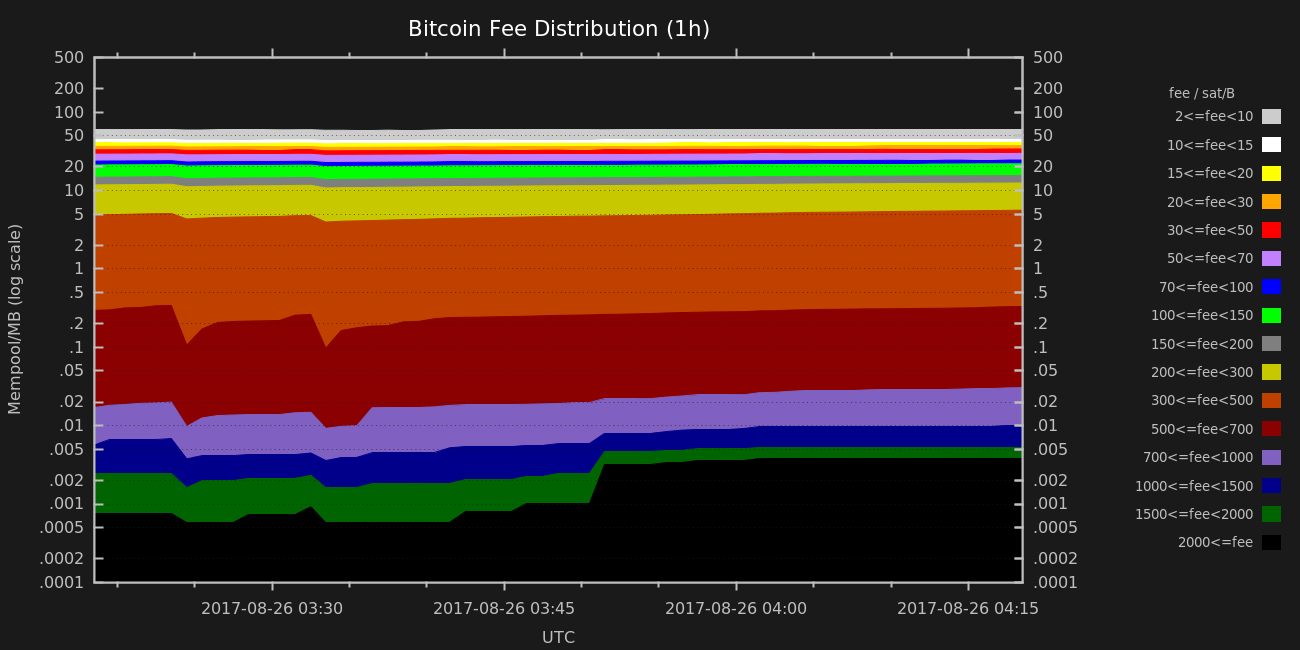 Bitcoin Fee Distribution (1h)
Mempool/MB (log scale)
500
200
100
50
20
10
5
2
1
.5
.2
.1
.05
.02
.01
.005
.002
.001
.0005
.0002
.0001
500
200
100
50
20
10
5
2
1
.5
.2
.1
.05
.02
.01
.005
.002
.001
.0005
.0002
.0001
2017-08-26 03:30 2017-08-26 03:45 2017-08-26 04:00 2017-08-26 04:15
UTC
fee / sat/B
2<=fee<10
10<=fee<15
15<=fee<20
20<=fee<30
30<=fee<50
50<=fee<70
70<=fee<100
100<=fee<150
150<=fee<200
200<=fee<300
300<=fee<500
500<=fee<700
700<=fee<1000
1000<=fee<1500
1500<=fee<2000
2000<=fee